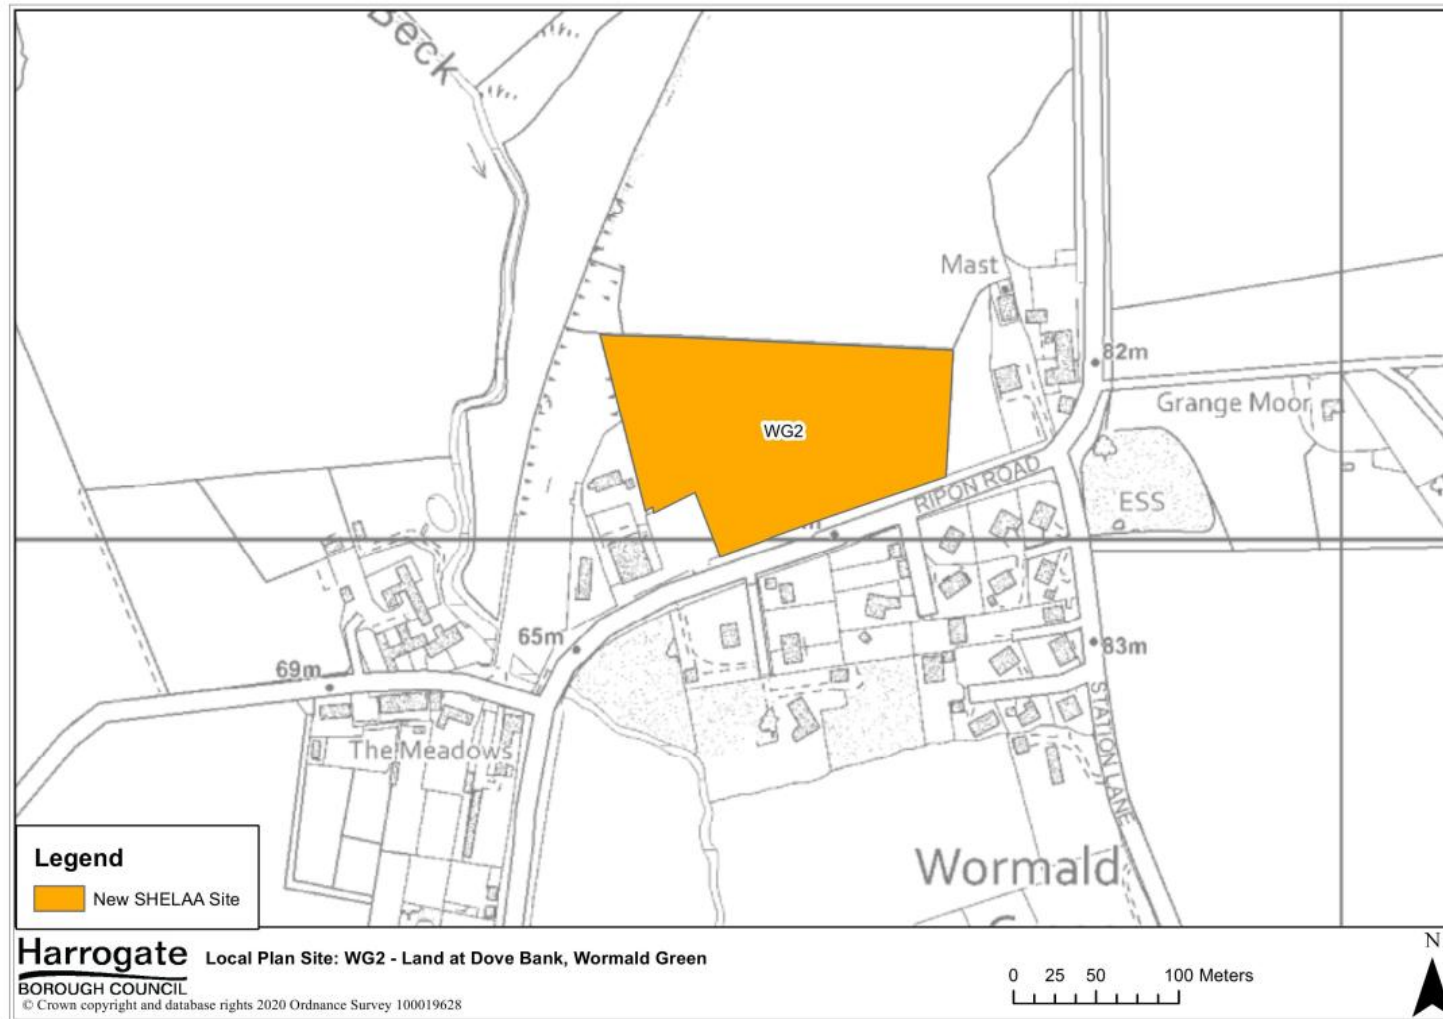 Beck
Mast
82m
Grange Moor
WG2
RIPON ROAD
ESS
m
65m
69m
83m
The Meadows
STATION LANE
Wormald
Legend
New SHELAA Site
Harrogate
BOROUGH COUNCIL
Local Plan Site: WG2 - Land at Dove Bank, Wormald Green
© Crown copyright and database rights 2020 Ordnance Survey 100019628
0 25 50 100 Meters
N